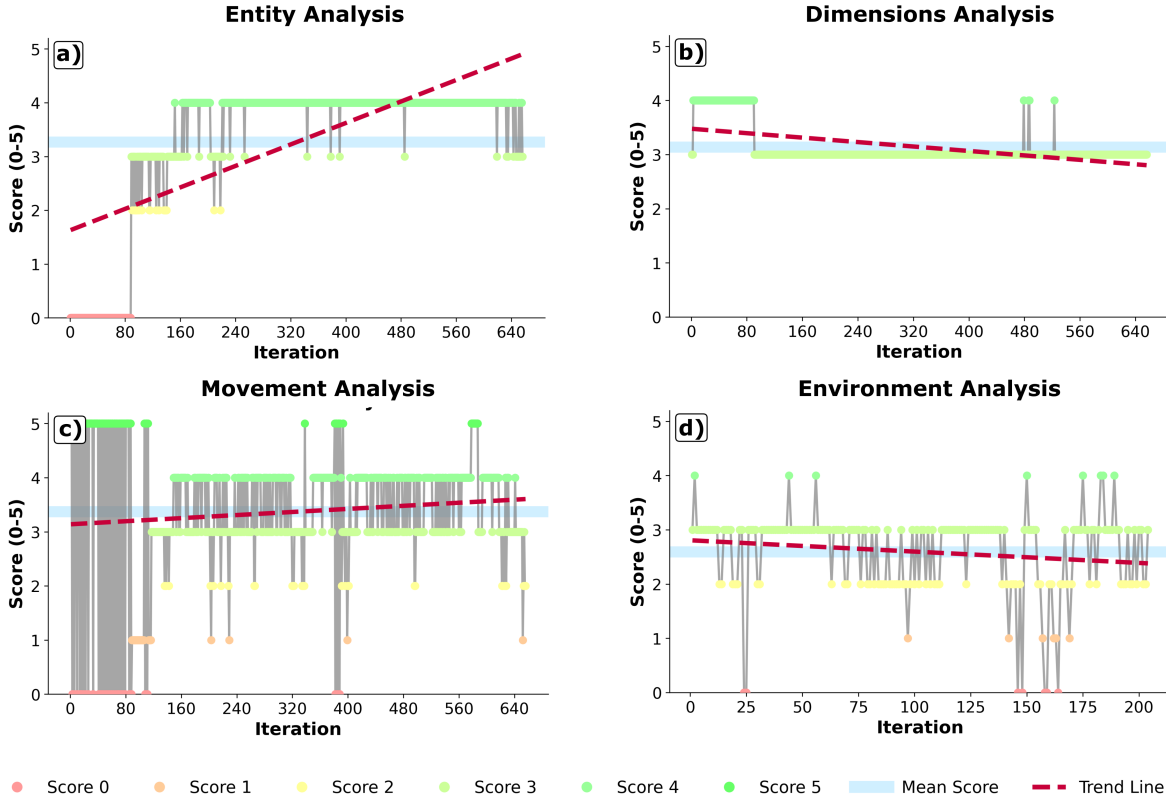 Entity Analysis
a)
Score (0-5)
5
4
3
2
1
0
0 80 160 240 320 400 480 560 640
Iteration
Dimensions Analysis
b)
Score (0-5)
5
4
3
2
1
0
0 80 160 240 320 400 480 560 640
Iteration
Movement Analysis
c)
Score (0-5)
5
4
3
2
1
0
0 80 160 240 320 400 480 560 640
Iteration
Environment Analysis
d)
Score (0-5)
5
4
3
2
1
0
0 25 50 75 100 125 150 175 200
Iteration
Score 0 Score 1 Score 2 Score 3 Score 4 Score 5 Mean Score Trend Line